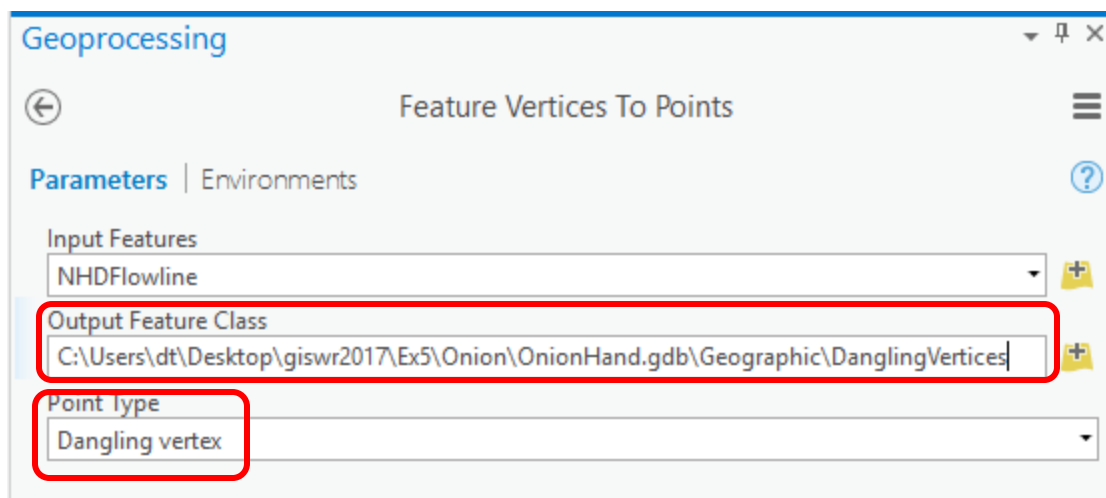 Geoprocessing
Feature Vertices To Points
Parameters | Environments
Input Features
NHDFlowline
Output Feature Class
C:\Users\dt\Desktop\giswr2017\Ex5\Onion\OnionHand.gdb\Geographic\DanglingVertices
Point Type
Dangling vertex